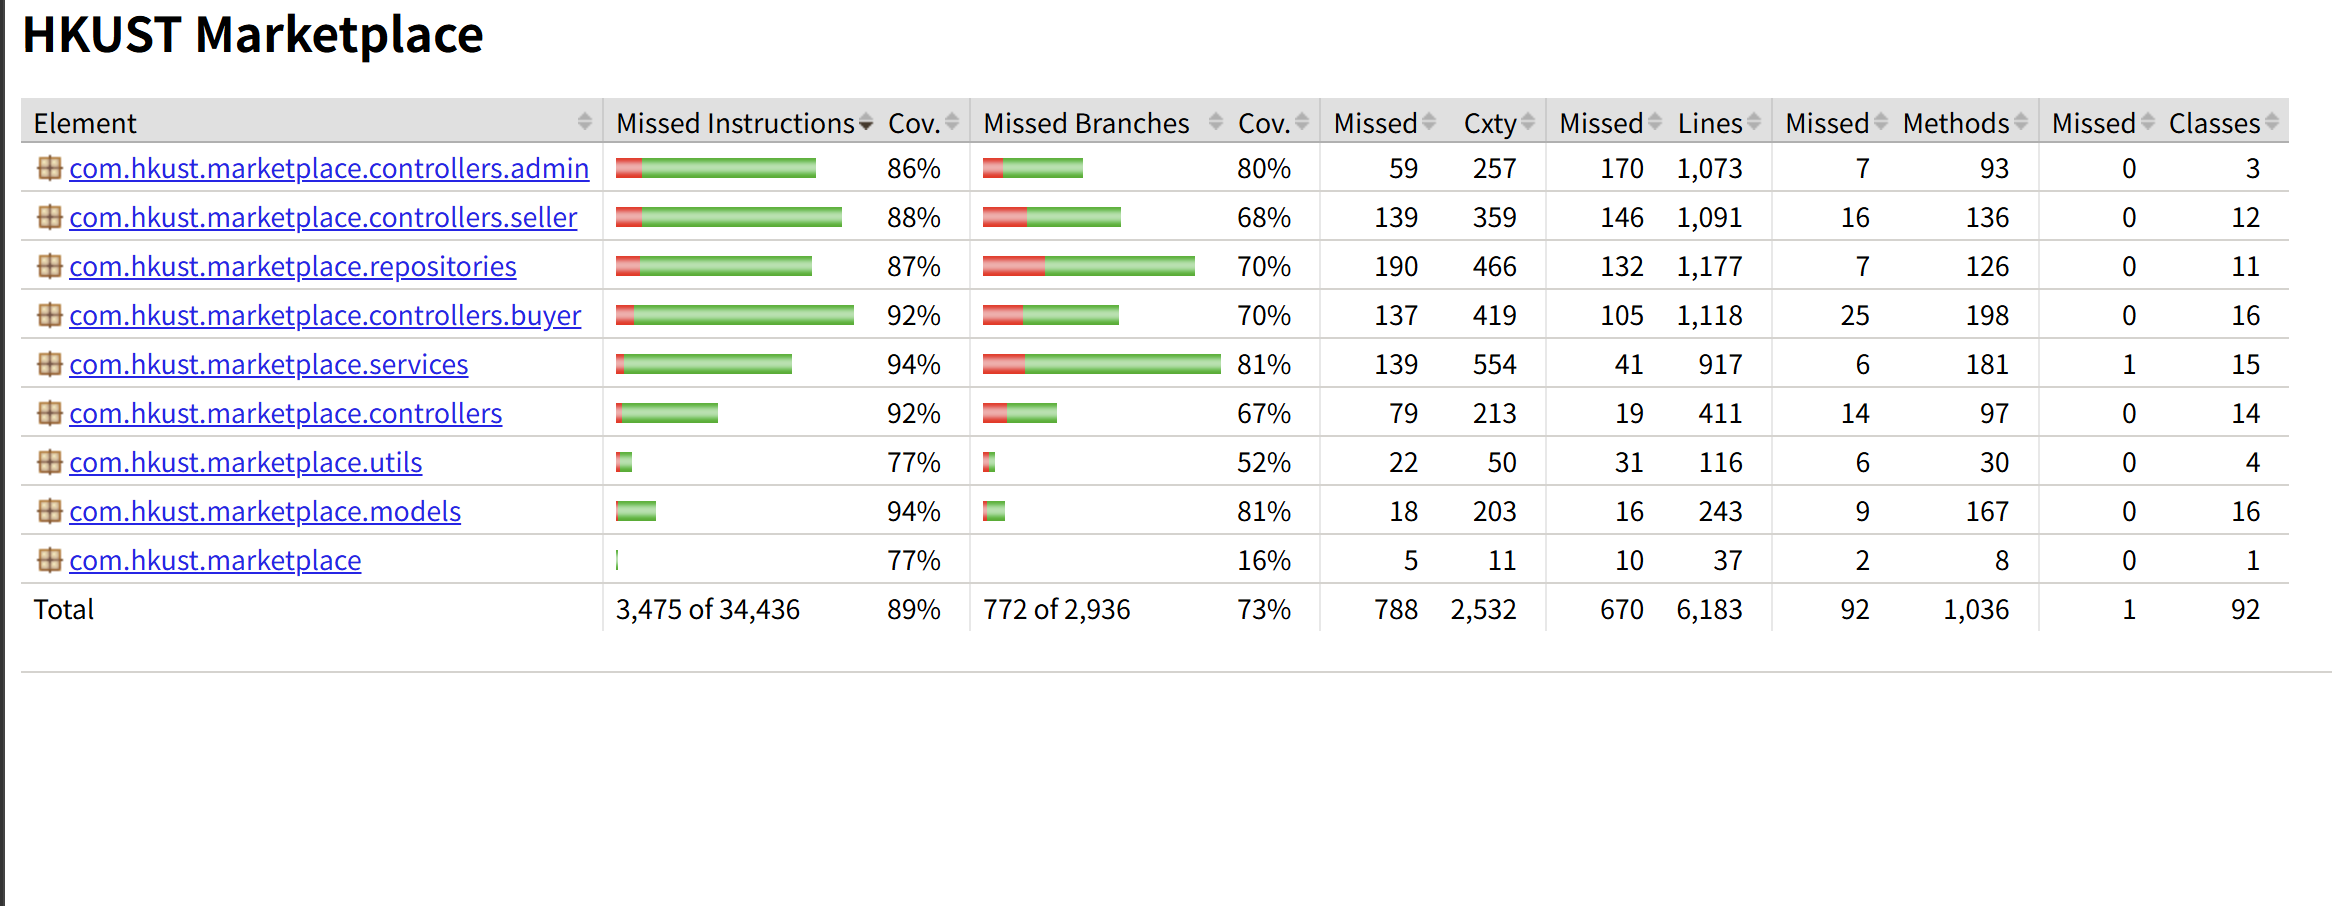 HKUST Marketplace
Element Missed Instructions Cov. Missed Branches Cov. Missed Cxty Missed Lines Missed Methods Missed Classes
com.hkust.marketplace.controllers.admin 86% 80% 59 257 170 1,073 7 93 0 3
com.hkust.marketplace.controllers.seller 88% 68% 139 359 146 1,091 16 136 0 12
com.hkust.marketplace.repositories 87% 70% 190 466 132 1,177 7 126 0 11
com.hkust.marketplace.controllers.buyer 92% 70% 137 419 105 1,118 25 198 0 16
com.hkust.marketplace.services 94% 81% 139 554 41 917 6 181 1 15
com.hkust.marketplace.controllers 92% 67% 79 213 19 411 14 97 0 14
com.hkust.marketplace.utils 77% 52% 22 50 31 116 6 30 0 4
com.hkust.marketplace.models 94% 81% 18 203 16 243 9 167 0 16
com.hkust.marketplace 77% 16% 5 11 10 37 2 8 0 1
Total 3,475 of 34,436 89% 772 of 2,936 73% 788 2,532 670 6,183 92 1,036 1 92